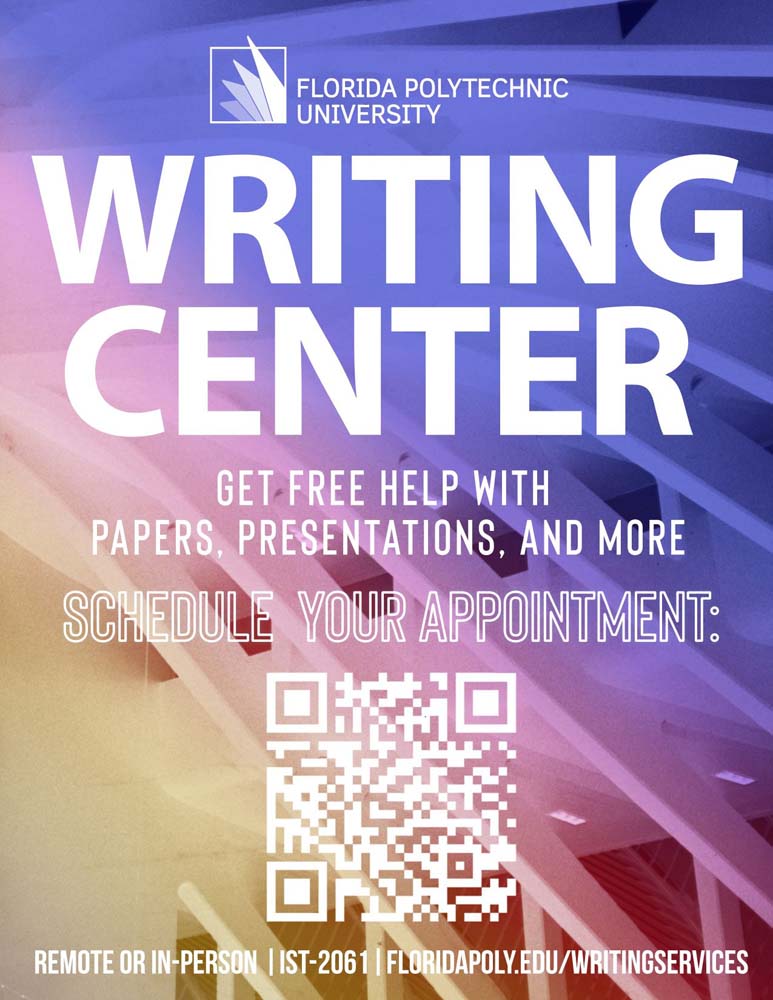 FLORIDA POLYTECHNIC
UNIVERSITY
WRITING
CENTER
GET FREE HELP WITH
PAPERS, PRESENTATIONS, AND MORE
SCHEDULE YOUR APPOINTMENT:
REMOTE OR IN-PERSON | IST-2061 | FLORIDAPOLY.EDU/WRITINGSERVICES